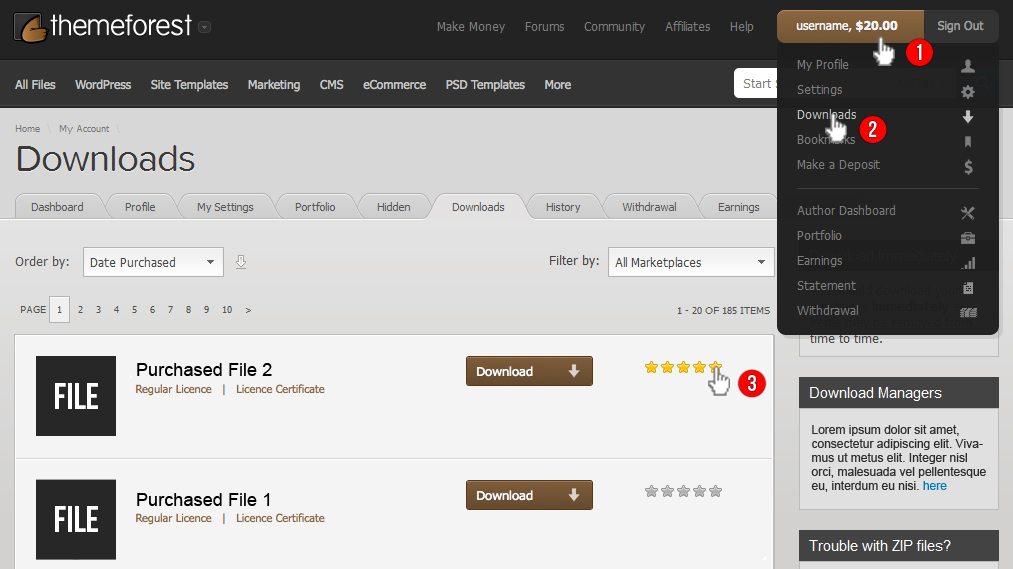 themeforest
Make Money
Forums
Community
Affiliates
Help
username, $20.00
Sign Out
1
All Files
WordPress
Site Templates
Marketing
CMS
eCommerce
PSD Templates
More
Start
My Profile
Settings
Downloads
2
Bookmarks
Make a Deposit
Author Dashboard
Portfolio
Earnings
Statement
Withdrawal
Home \ My Account \
Downloads
Dashboard
Profile
My Settings
Portfolio
Hidden
Downloads
History
Withdrawal
Earnings
Order by:
Date Purchased
Filter by:
All Marketplaces
PAGE 1 2 3 4 5 6 7 8 9 10 >
1 - 20 OF 185 ITEMS
time to time.
FILE
Purchased File 2
Regular Licence | Licence Certificate
Download
3
FILE
Purchased File 1
Regular Licence | Licence Certificate
Download
Download Managers
Lorem ipsum dolor sit amet,
consectetur adipiscing elit. Viva-
mus ut metus elit. Integer nisl
orci, malesuada vel pellentesque
eu, interdum eu nisi. here
Trouble with ZIP files?